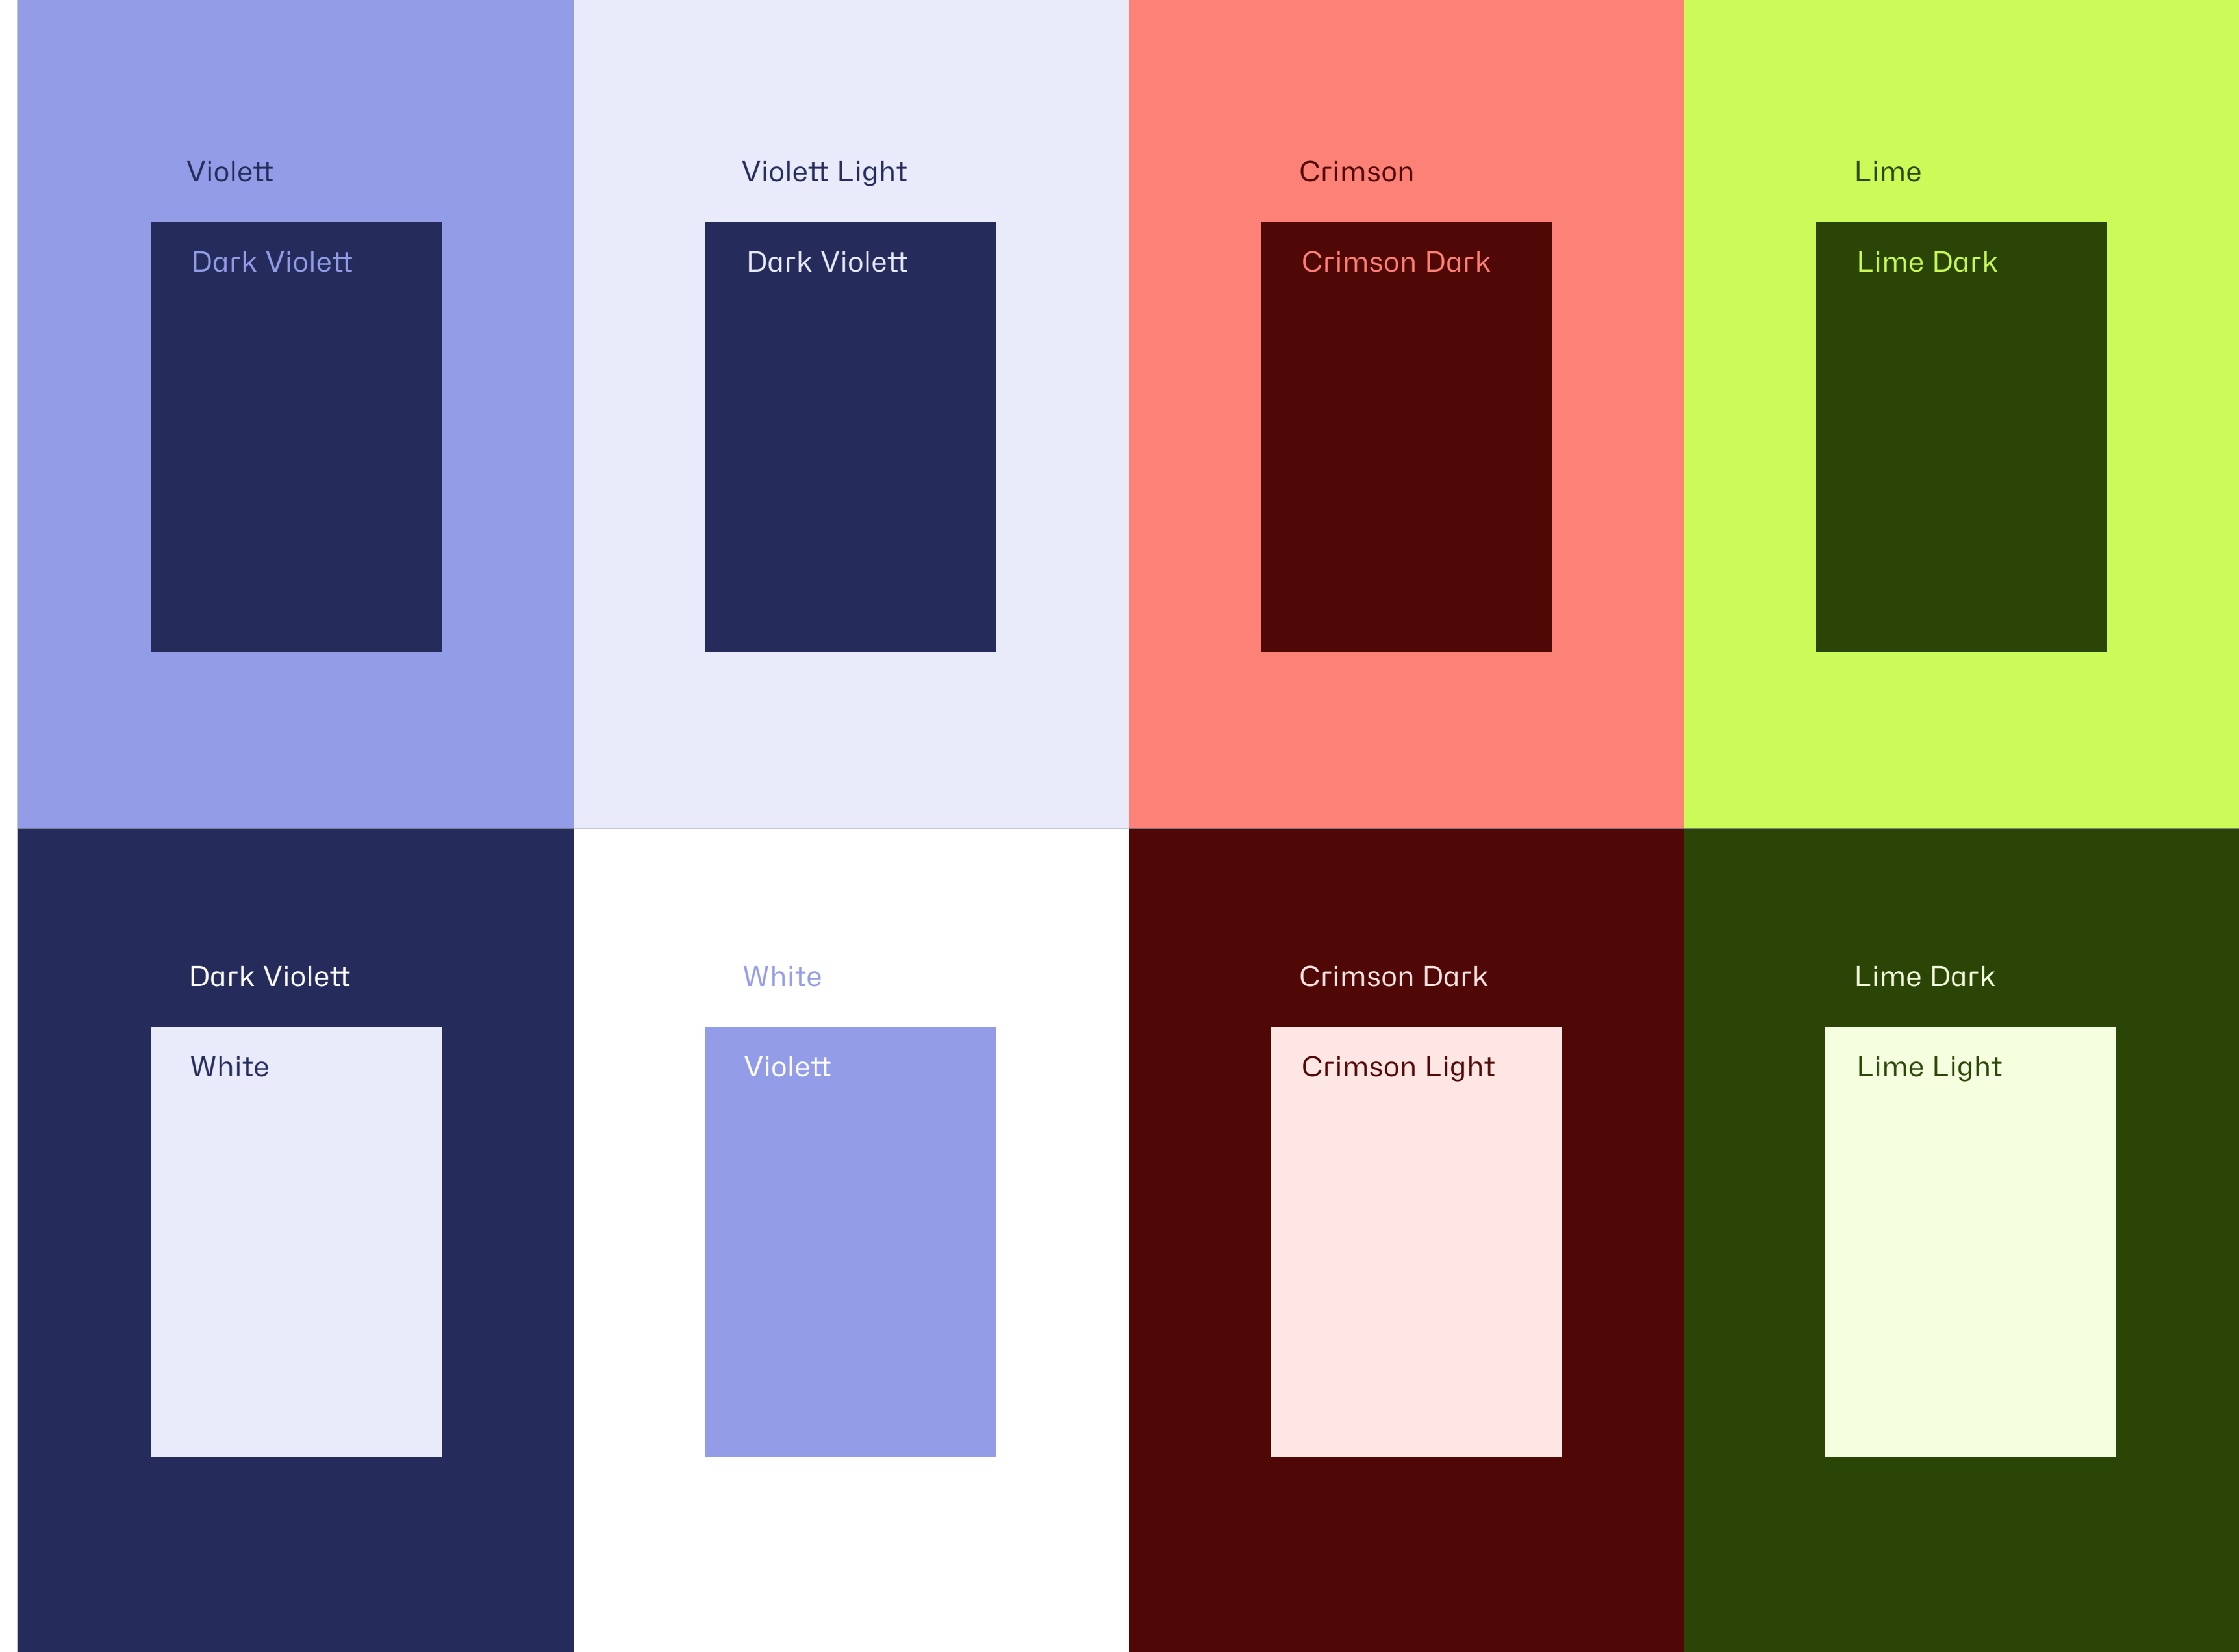 Violett
Dark Violett
Violett Light
Dark Violett
Crimson
Crimson Dark
Lime
Lime Dark
Dark Violett
White
White
Violett
Crimson Dark
Crimson Light
Lime Dark
Lime Light